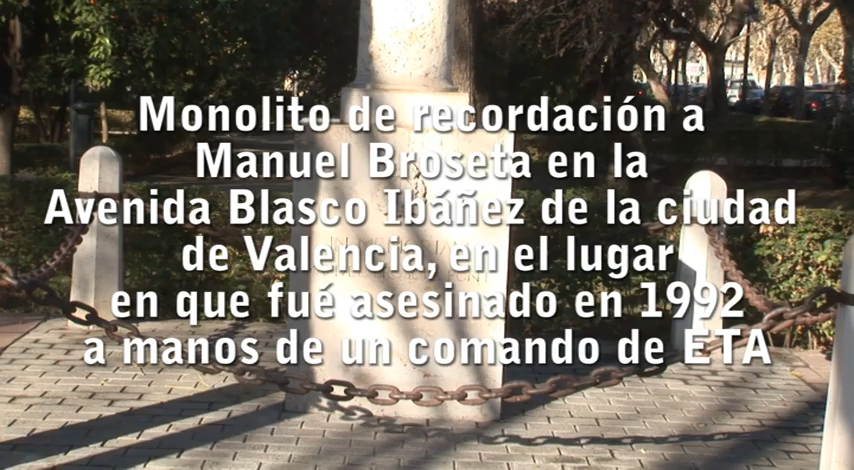 Monolito de recordación a
Manuel Broseta en la
Avenida Blasco Ibáñez de la ciudad
de Valencia, en el lugar
en que fué asesinado en 1992
a manos de un comando de ETA